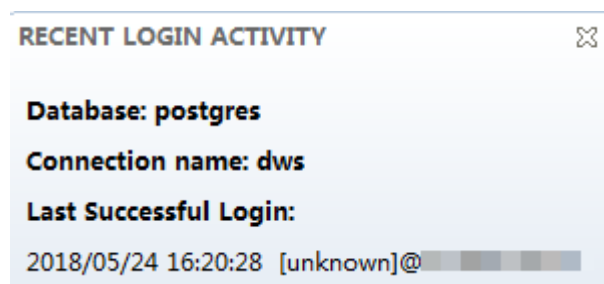 RECENT LOGIN ACTIVITY
Database: postgres
Connection name: dws
Last Successful Login:
2018/05/24 16:20:28 [unknown]@